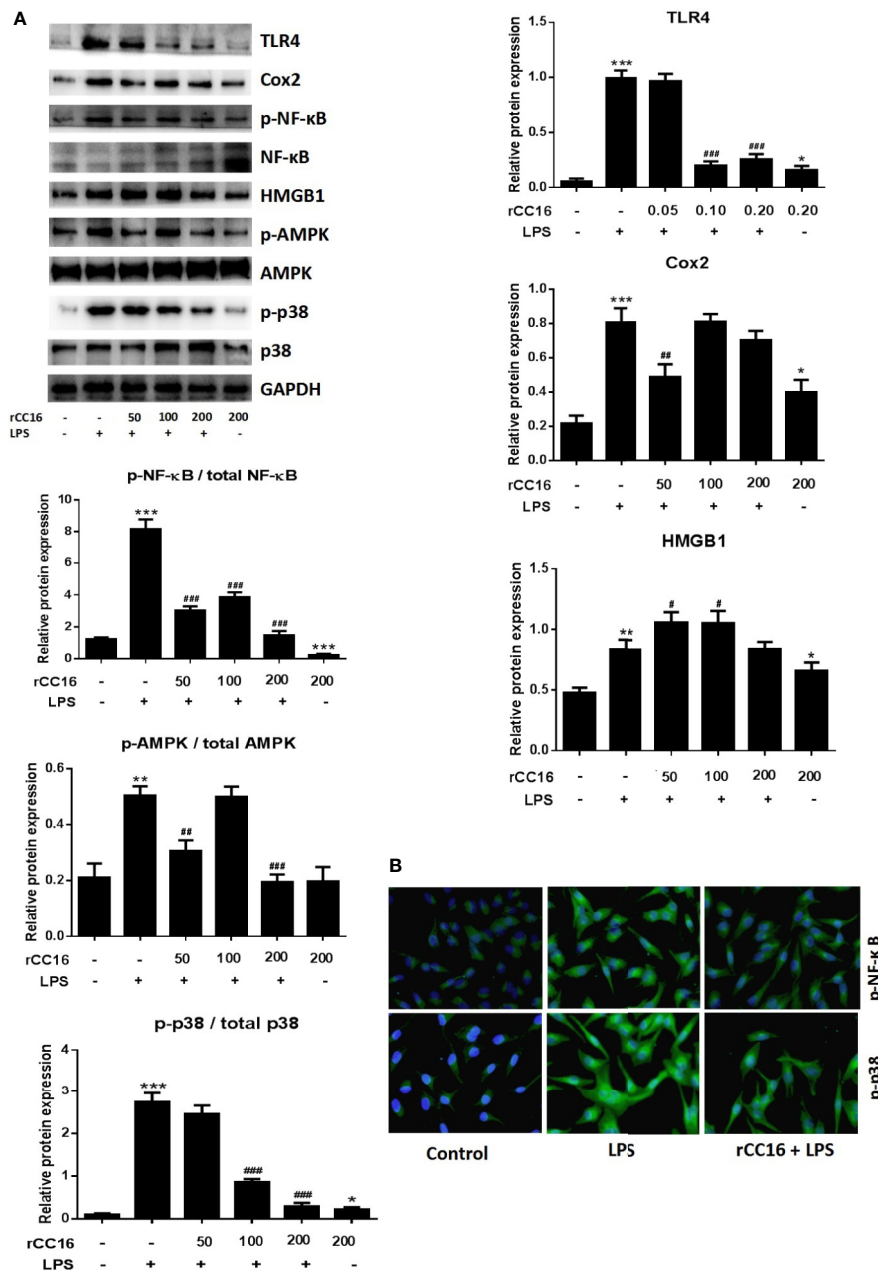 A
TLR4
Cox2
p-NF-κB
NF-κB
HMGB1
p-AMPK
AMPK
p-p38
p38
GAPDH
rCC16 - - 50 100 200 200
LPS - + + + + -
p-NF-κB / total NF-κB
Relative protein expression
10
8
6
4
2
0
***
###
###
###
***
rCC16 - - 50 100 200 200
LPS - + + + + -
p-AMPK / total AMPK
Relative protein expression
0.6
0.4
0.2
0.0
**
##
###
rCC16 - - 50 100 200 200
LPS - + + + + -
p-p38 / total p38
Relative protein expression
4
3
2
1
0
***
###
###
*
rCC16 - - 50 100 200 200
LPS - + + + + -
TLR4
Relative protein expression
1.5
1.0
0.5
0.0
***
###
###
*
rCC16 - - 0.05 0.10 0.20 0.20
LPS - + + + + -
Cox2
Relative protein expression
1.0
0.8
0.6
0.4
0.2
0.0
***
##
*
rCC16 - - 50 100 200 200
LPS - + + + + -
HMGB1
Relative protein expression
1.5
1.0
0.5
0.0
**
#
#
*
rCC16 - - 50 100 200 200
LPS - + + + + -
B
p-NF-κB
p-p38
Control
LPS
rCC16 + LPS